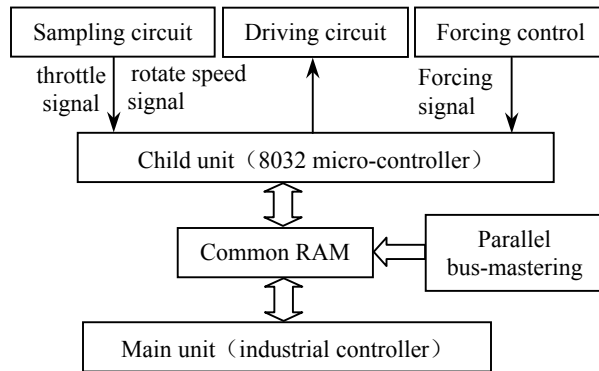 Sampling circuit
Driving circuit
Forcing control
throttle
signal
rotate speed
signal
Forcing
signal
Child unit（8032 micro-controller）
Common RAM
Parallel
bus-mastering
Main unit（industrial controller）